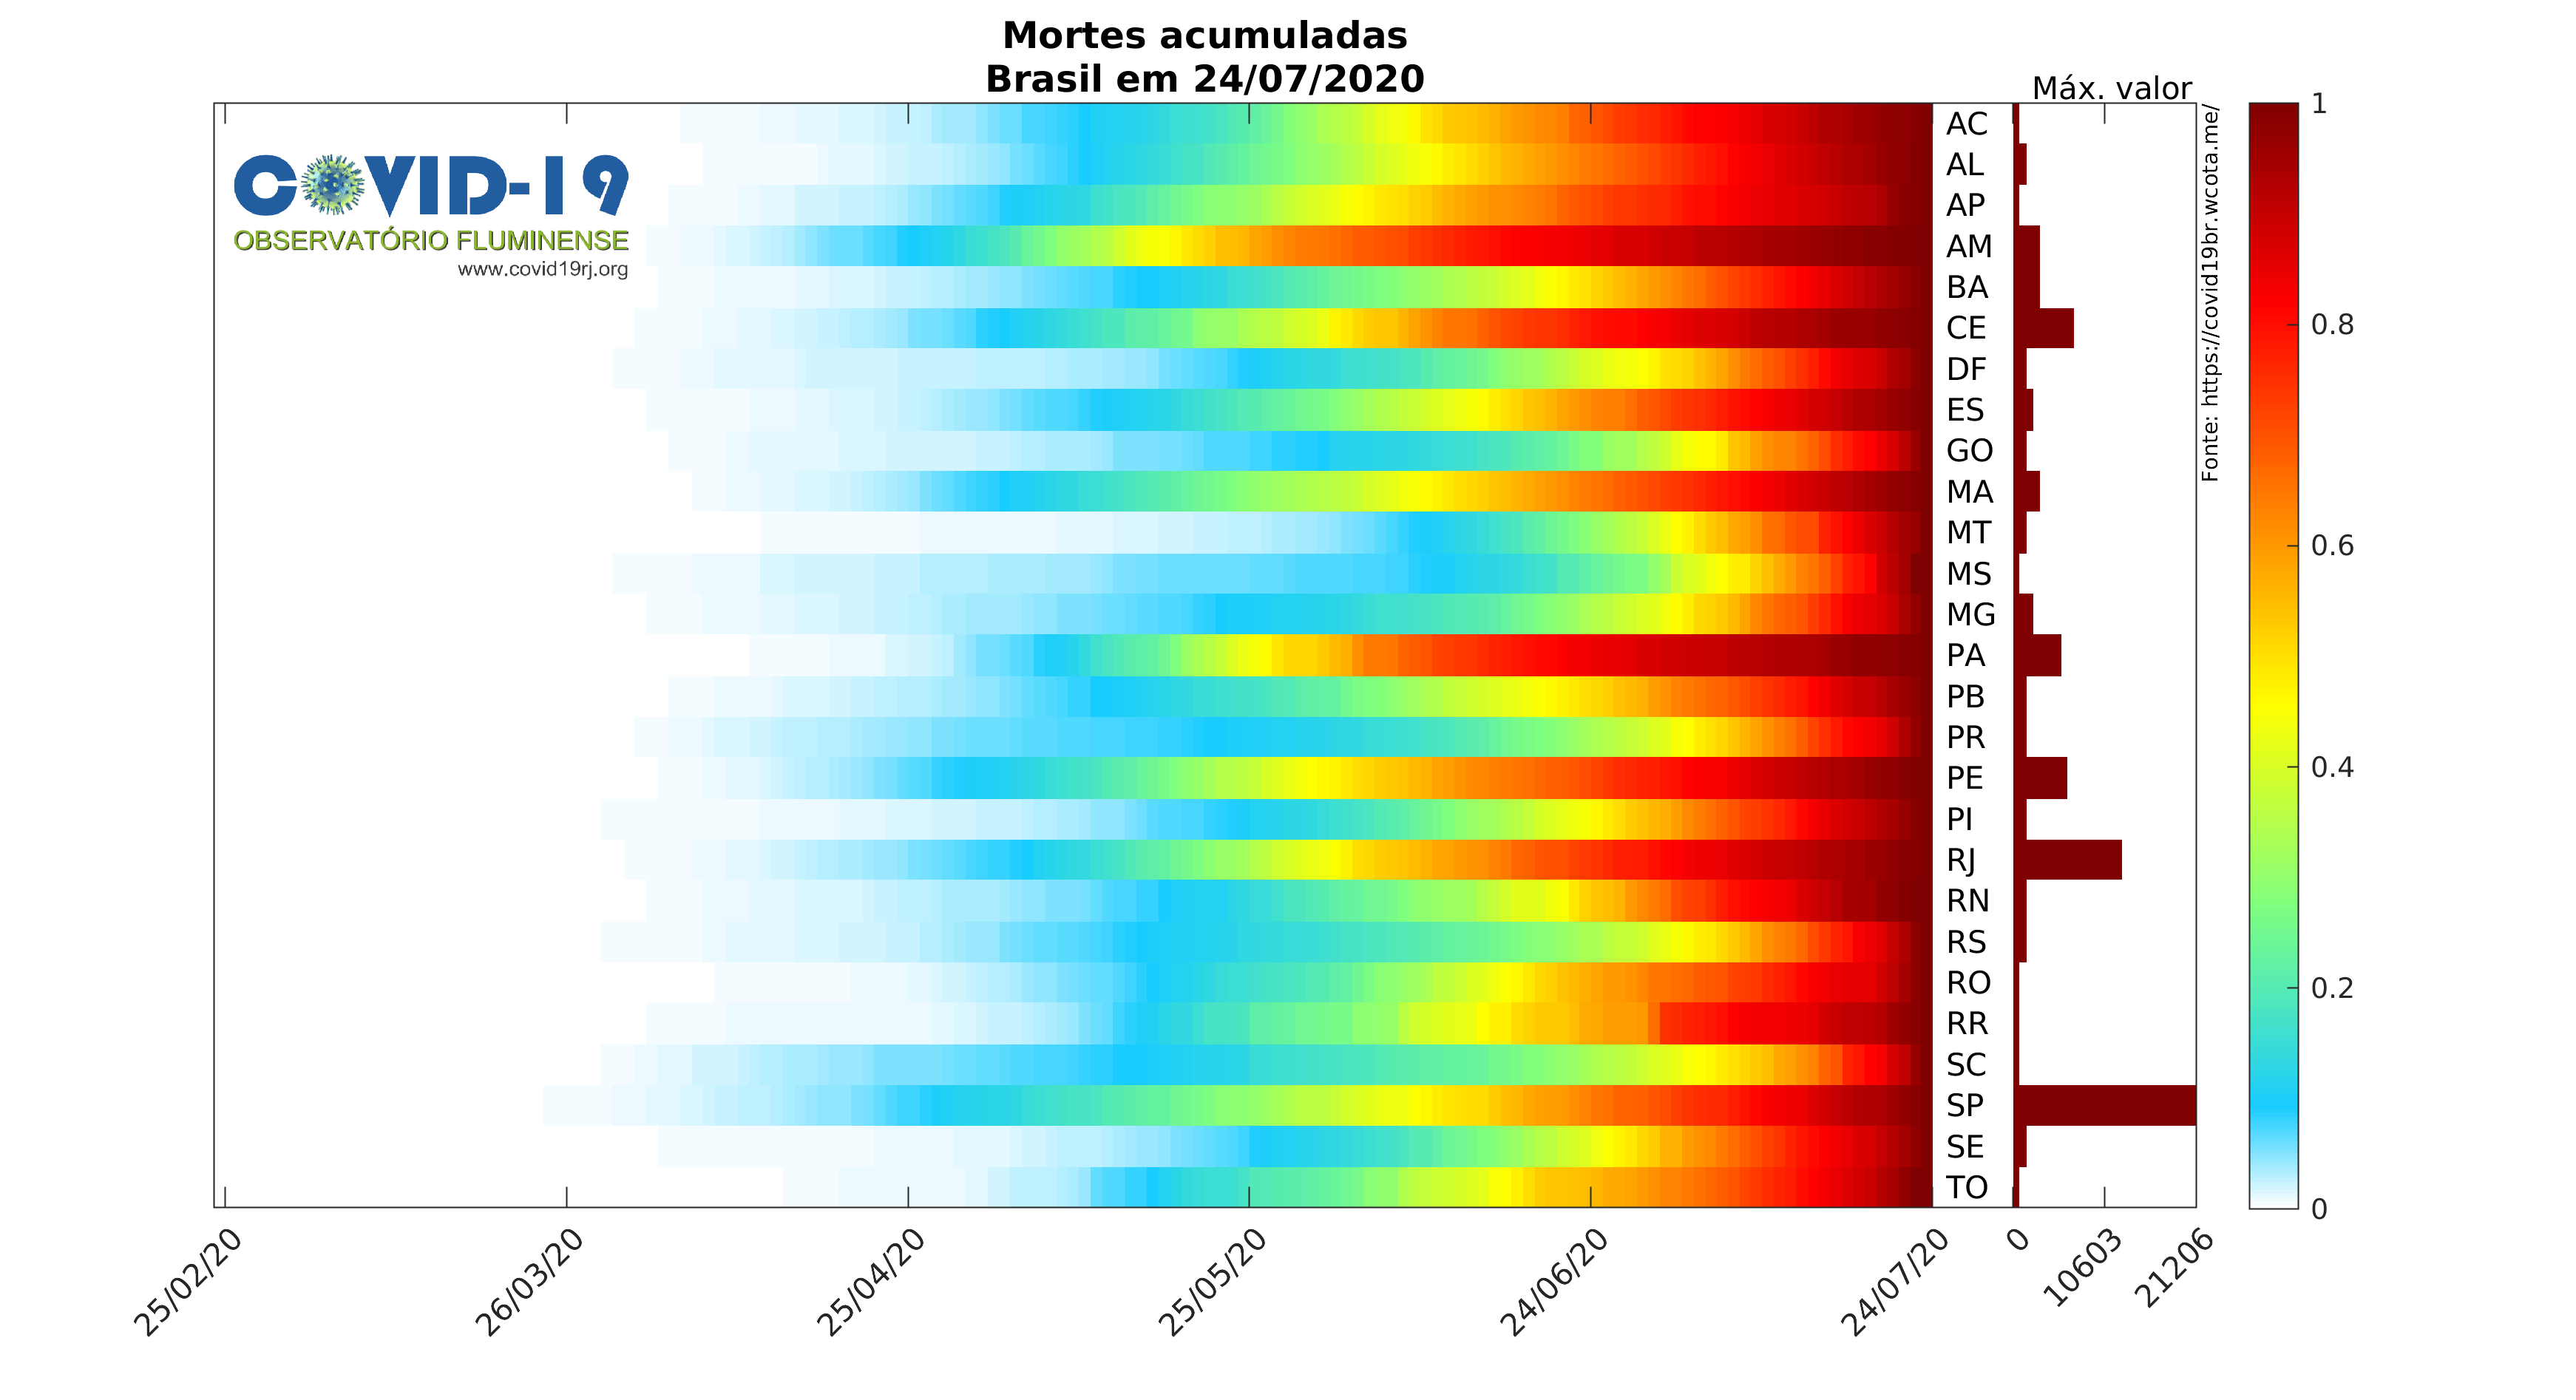 Mortes acumuladas
Brasil em 24/07/2020
Máx. valor
COVID-19
OBSERVATÓRIO FLUMINENSE
www.covid19rj.org
AC
AL
AP
AM
BA
CE
DF
ES
GO
MA
MT
MS
MG
PA
PB
PR
PE
PI
RJ
RN
RS
RO
RR
SC
SP
SE
TO
Fonte: https://covid19br.wcota.me/
1
0.8
0.6
0.4
0.2
0
25/02/20
26/03/20
25/04/20
25/05/20
24/06/20
24/07/20
0
10603
21206